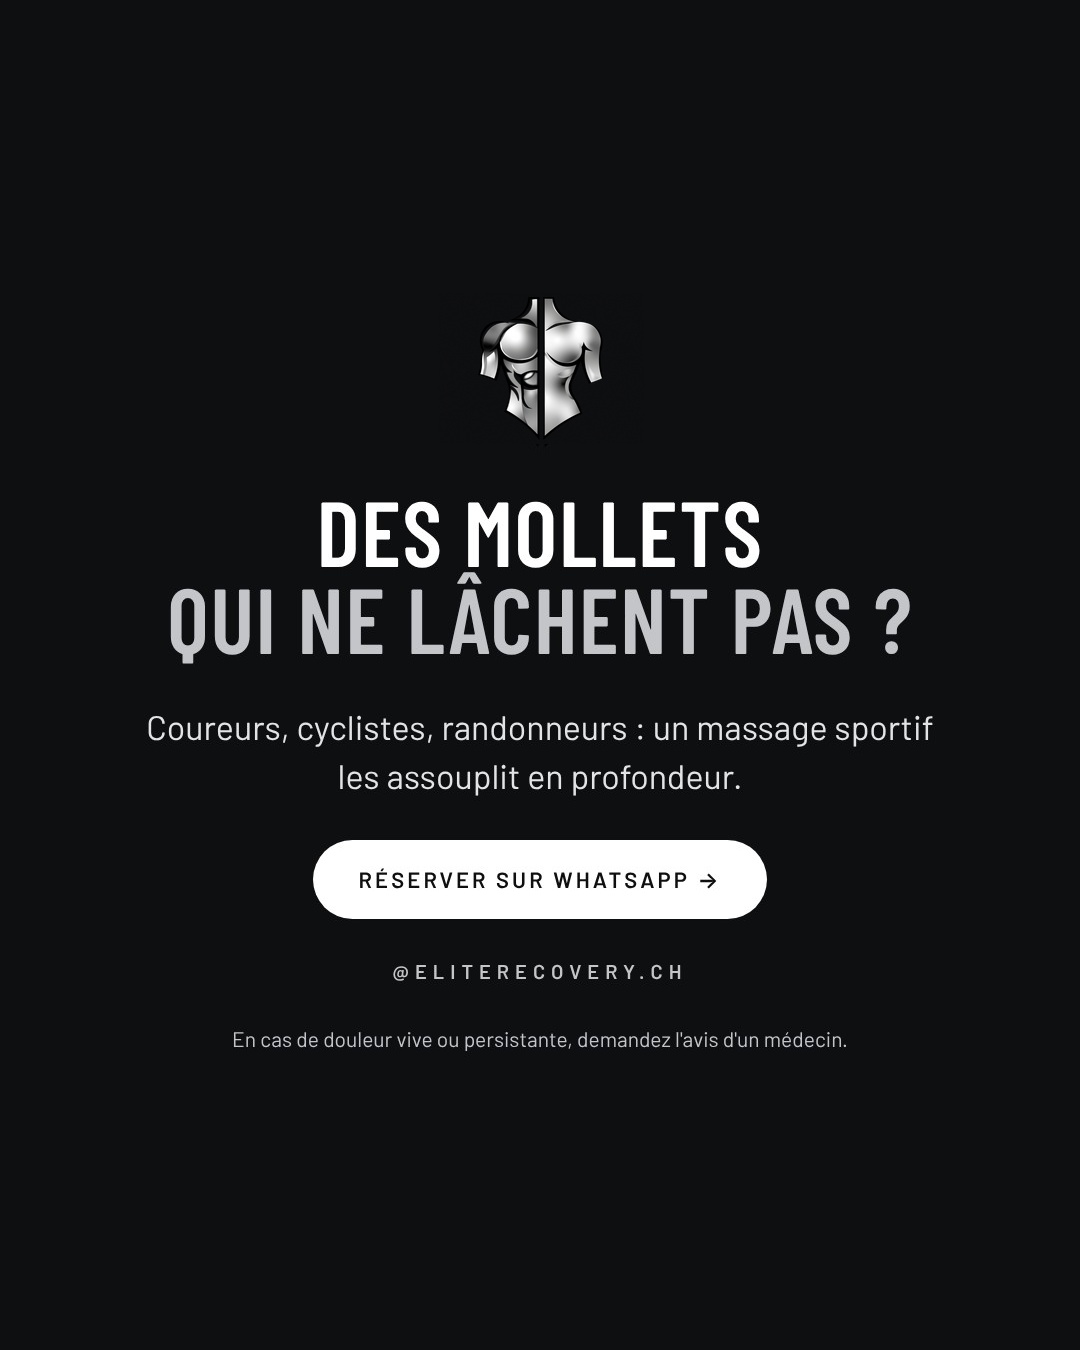 DES MOLLETS
QUI NE LÂCHENT PAS ?
Coureurs, cyclistes, randonneurs : un massage sportif
les assouplit en profondeur.
RÉSERVER SUR WHATSAPP →
@ELITERECOVERY.CH
En cas de douleur vive ou persistante, demandez l'avis d'un médecin.